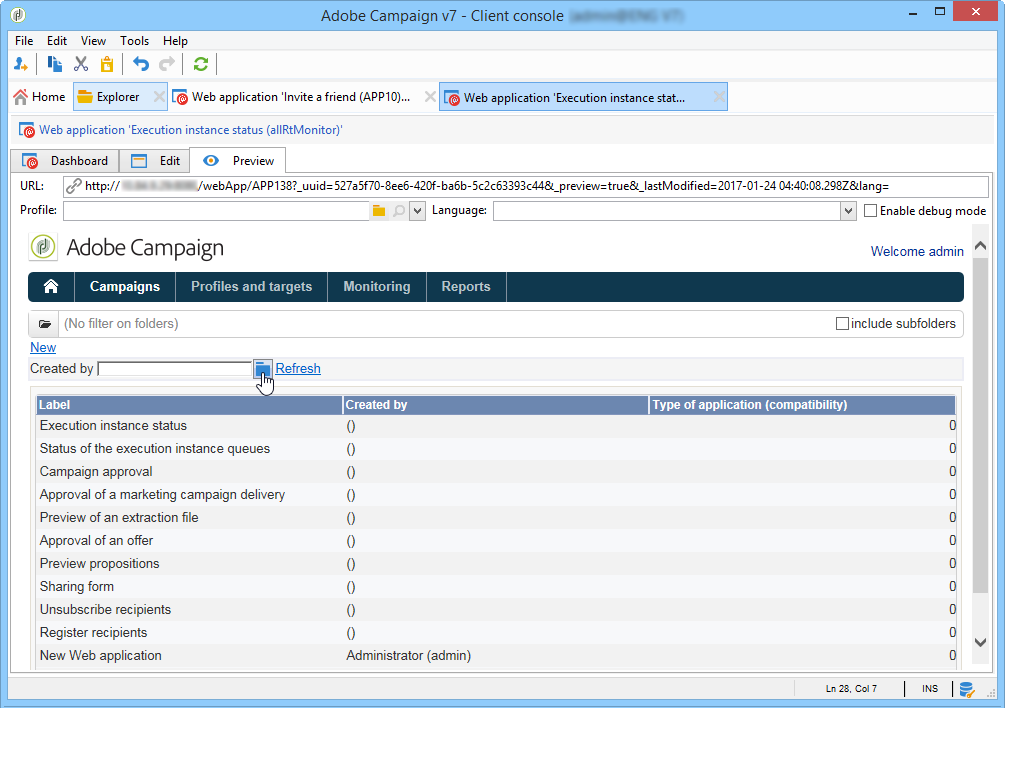 Adobe Campaign v7 - Client console
File Edit View Tools Help
Home Explorer Web application 'Invite a friend (APP10)... Web application 'Execution instance stat...
Web application 'Execution instance status (allRtMonitor)'
Dashboard Edit Preview
URL: http:// /webApp/APP138?_uuid=527a5f70-8ee6-420f-ba6b-5c2c63393c44&_preview=true&_lastModified=2017-01-24 04:40:08.298Z&lang=
Profile: Language: Enable debug mode
Adobe Campaign Welcome admin
Campaigns Profiles and targets Monitoring Reports
(No filter on folders) include subfolders
New
Created by Refresh
Label Created by Type of application (compatibility)
Execution instance status () 0
Status of the execution instance queues () 0
Campaign approval () 0
Approval of a marketing campaign delivery () 0
Preview of an extraction file () 0
Approval of an offer () 0
Preview propositions () 0
Sharing form () 0
Unsubscribe recipients () 0
Register recipients () 0
New Web application Administrator (admin) 0
Ln 28, Col 7 INS